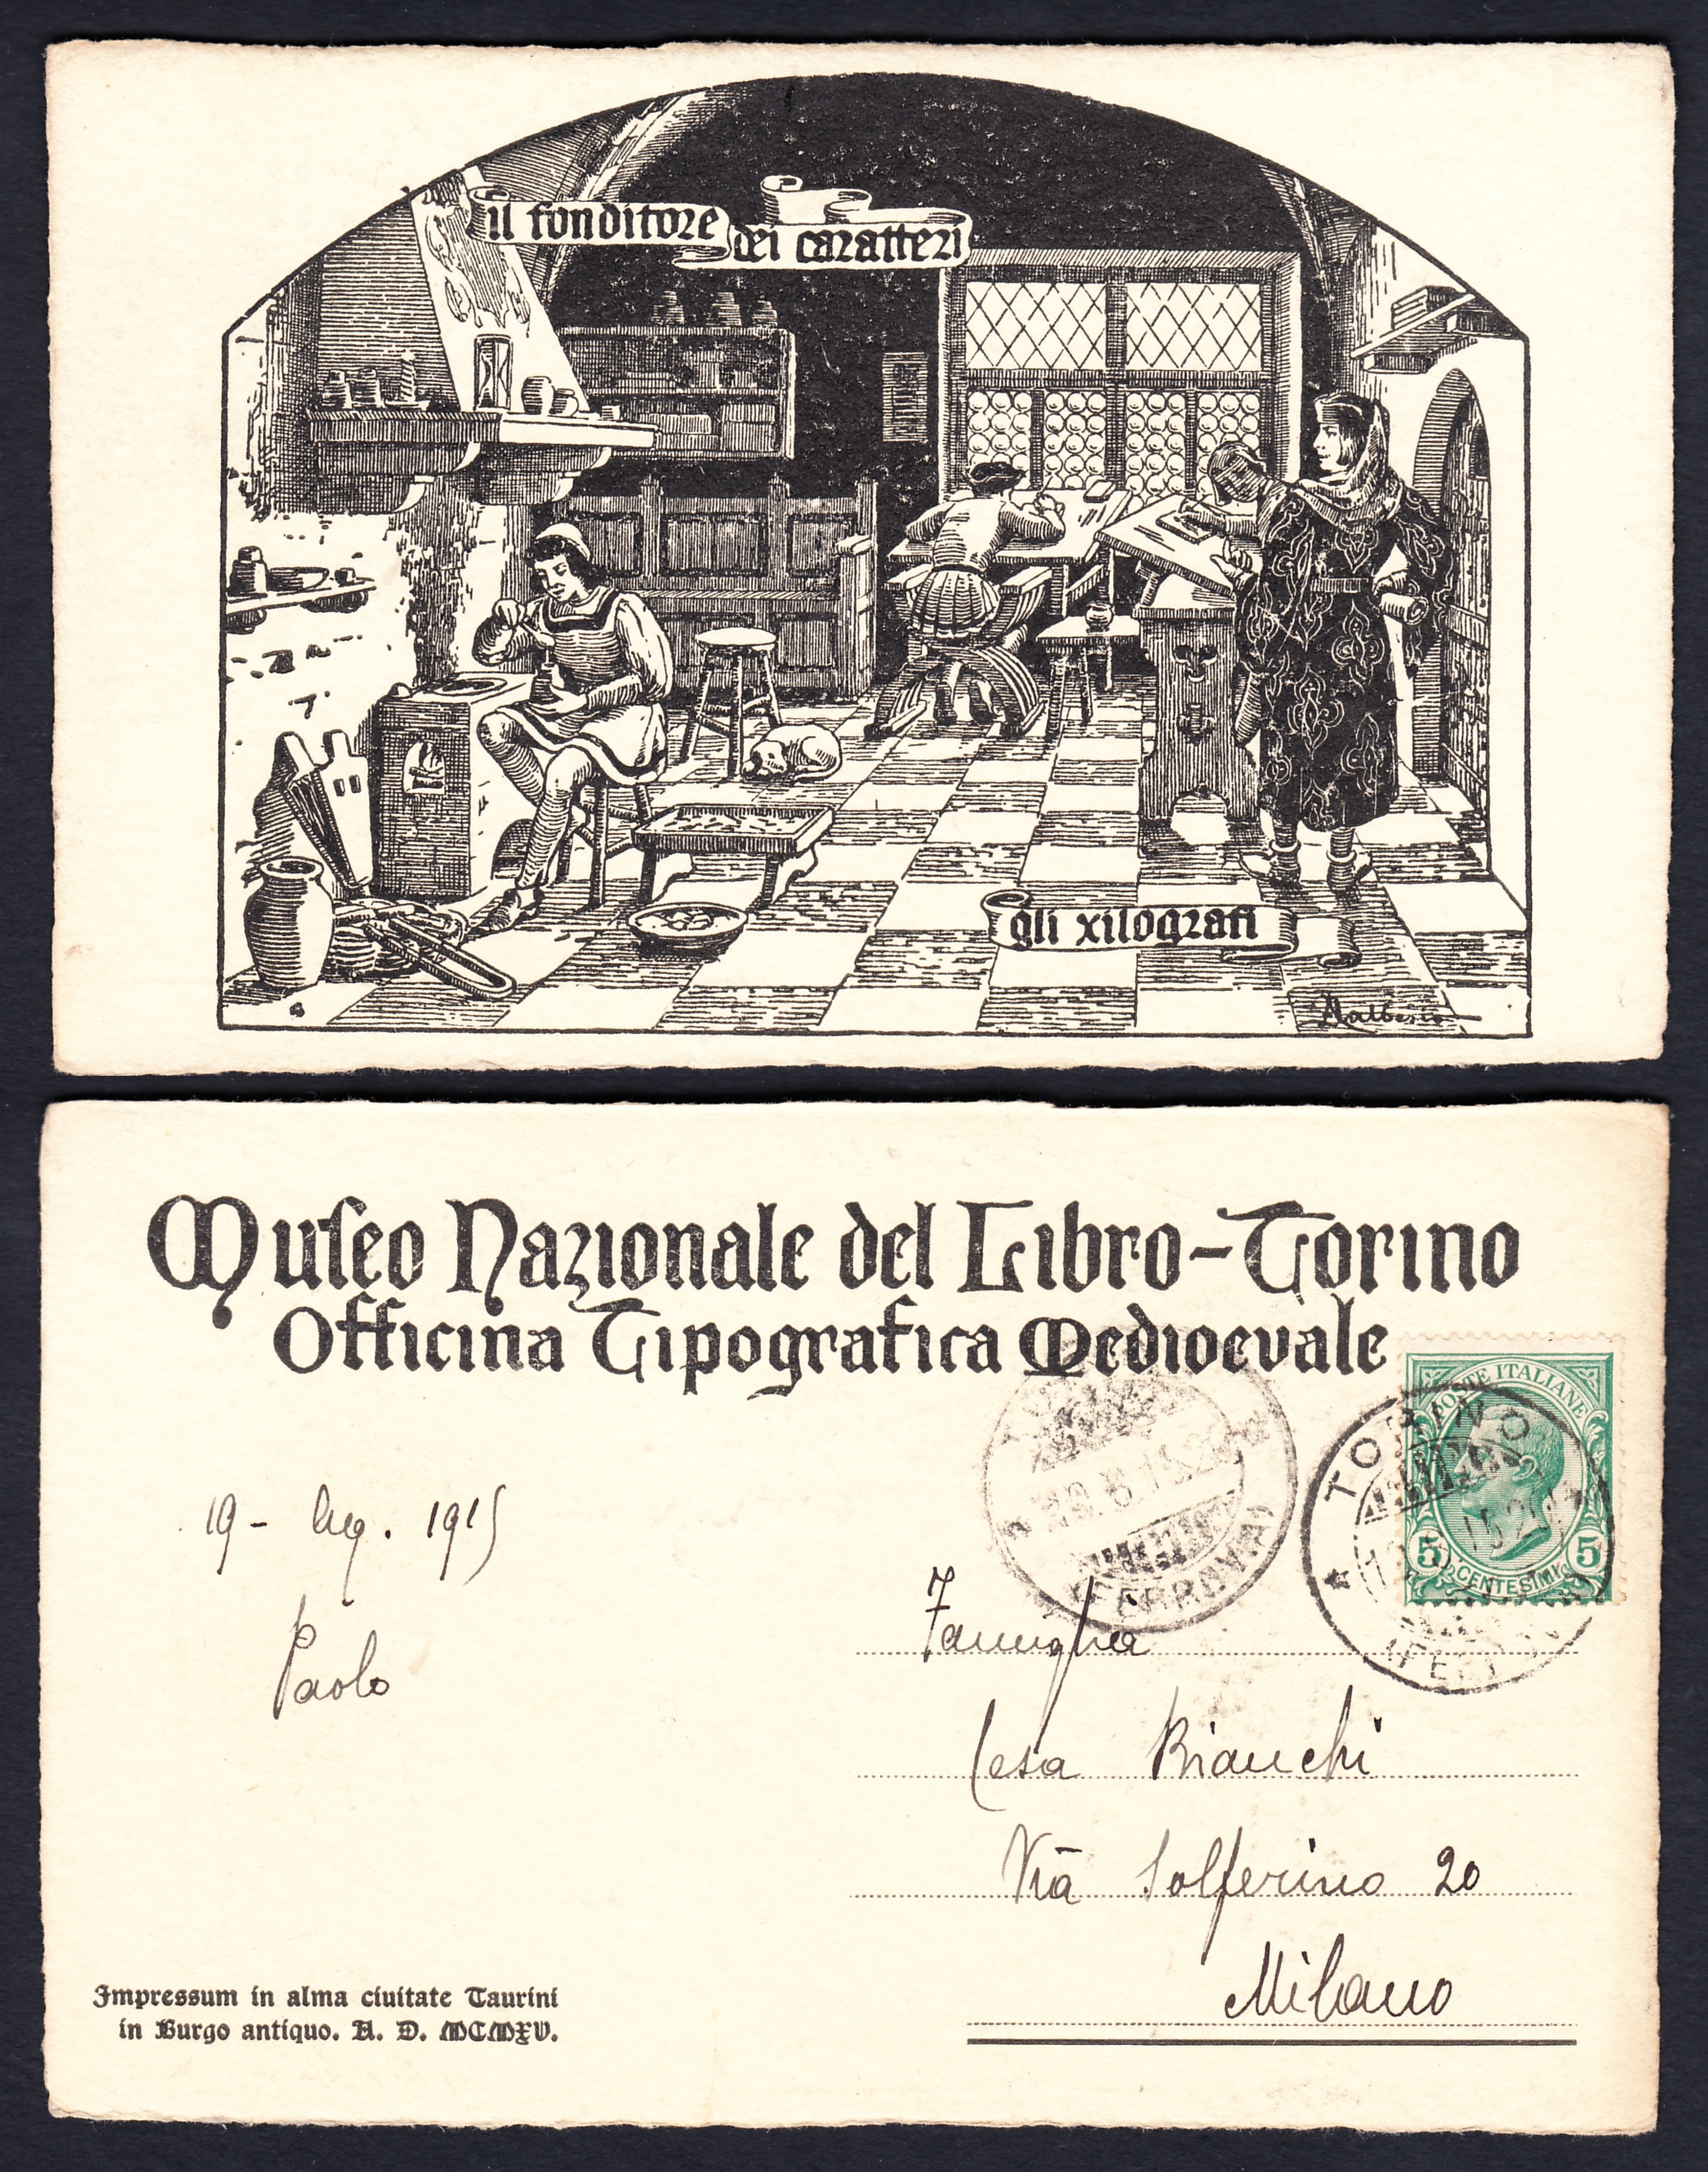 il fonditore
dei caratteri
gli xilografi
Museo Nazionale del Libro-Torino
Officina Tipografica Medioevale
POSTE ITALIANE
5 5
CENTESIMI
TORINO
(FERROVIA)
19 - 1915
Paolo
Famiglia
Cesa Bianchi
Via Solferino 20
Milano
Impressum in alma ciuitate Taurini
in Burgo antiquo. A. D. MCMXV.